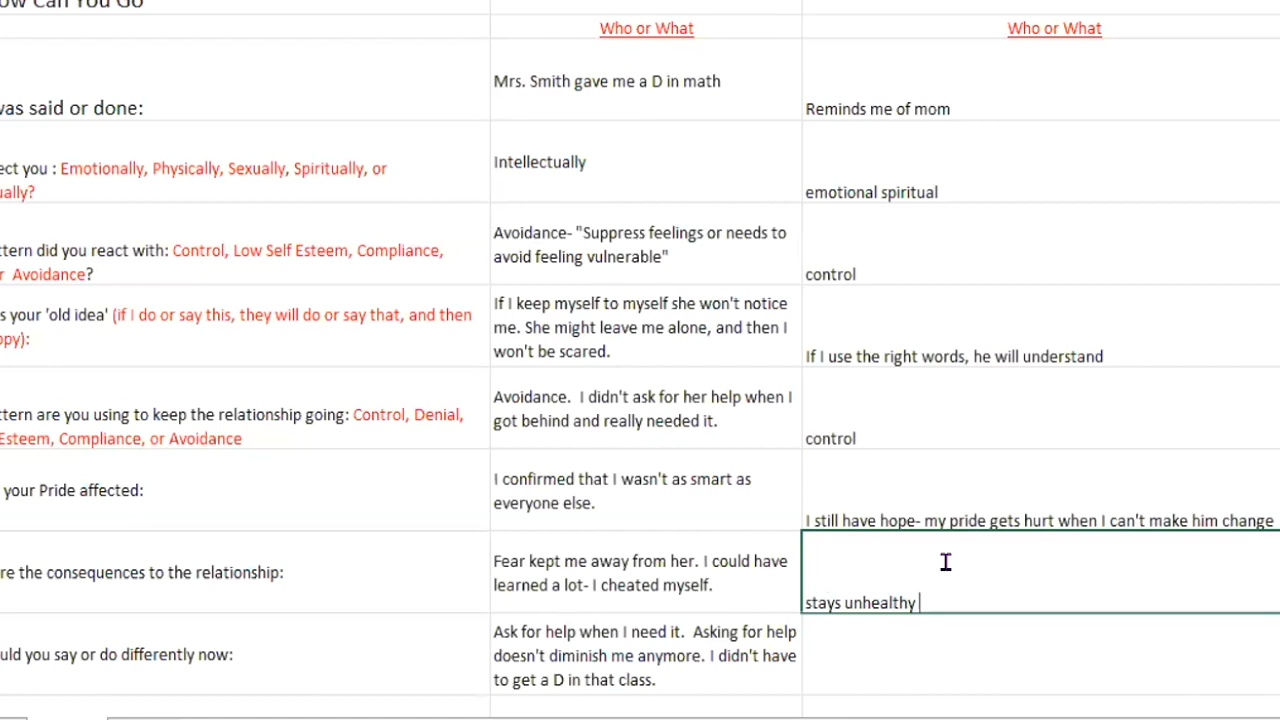 ow Can You Go
Who or What
Who or What
was said or done:
Mrs. Smith gave me a D in math
Reminds me of mom
ect you : Emotionally, Physically, Sexually, Spiritually, or
ually?
Intellectually
emotional spiritual
ttern did you react with: Control, Low Self Esteem, Compliance,
r Avoidance?
Avoidance- "Suppress feelings or needs to
avoid feeling vulnerable"
control
s your 'old idea' (if I do or say this, they will do or say that, and then
ppy):
If I keep myself to myself she won't notice
me. She might leave me alone, and then I
won't be scared.
If I use the right words, he will understand
ttern are you using to keep the relationship going: Control, Denial,
Esteem, Compliance, or Avoidance
Avoidance. I didn't ask for her help when I
got behind and really needed it.
control
your Pride affected:
I confirmed that I wasn't as smart as
everyone else.
I still have hope- my pride gets hurt when I can't make him change
re the consequences to the relationship:
Fear kept me away from her. I could have
learned a lot- I cheated myself.
stays unhealthy
uld you say or do differently now:
Ask for help when I need it. Asking for help
doesn't diminish me anymore. I didn't have
to get a D in that class.